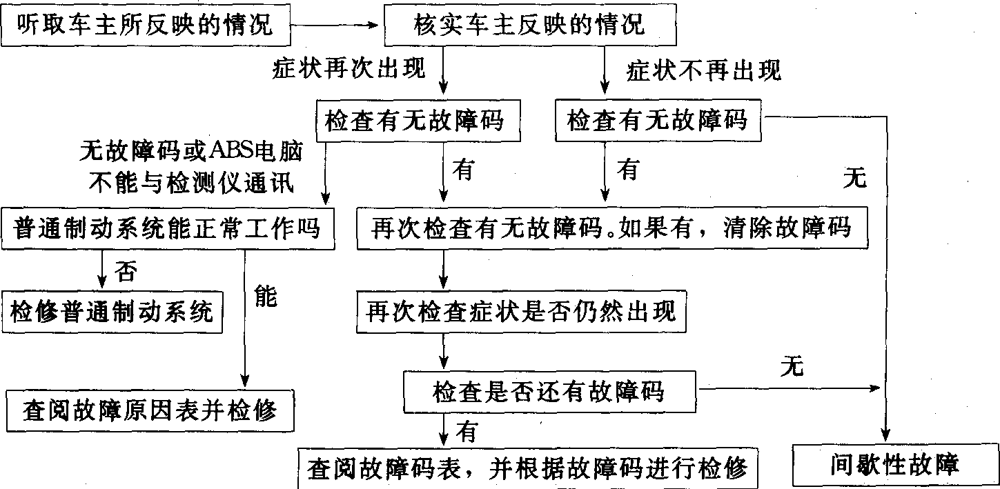 听取车主所反映的情况
核实车主反映的情况
症状再次出现
症状不再出现
检查有无故障码
检查有无故障码
无故障码或ABS电脑
不能与检测仪通讯
有
有
无
普通制动系统能正常工作吗
再次检查有无故障码。如果有，清除故障码
否
能
检修普通制动系统
再次检查症状是否仍然出现
无
检查是否还有故障码
查阅故障原因表并检修
有
查阅故障码表，并根据故障码进行检修
间歇性故障